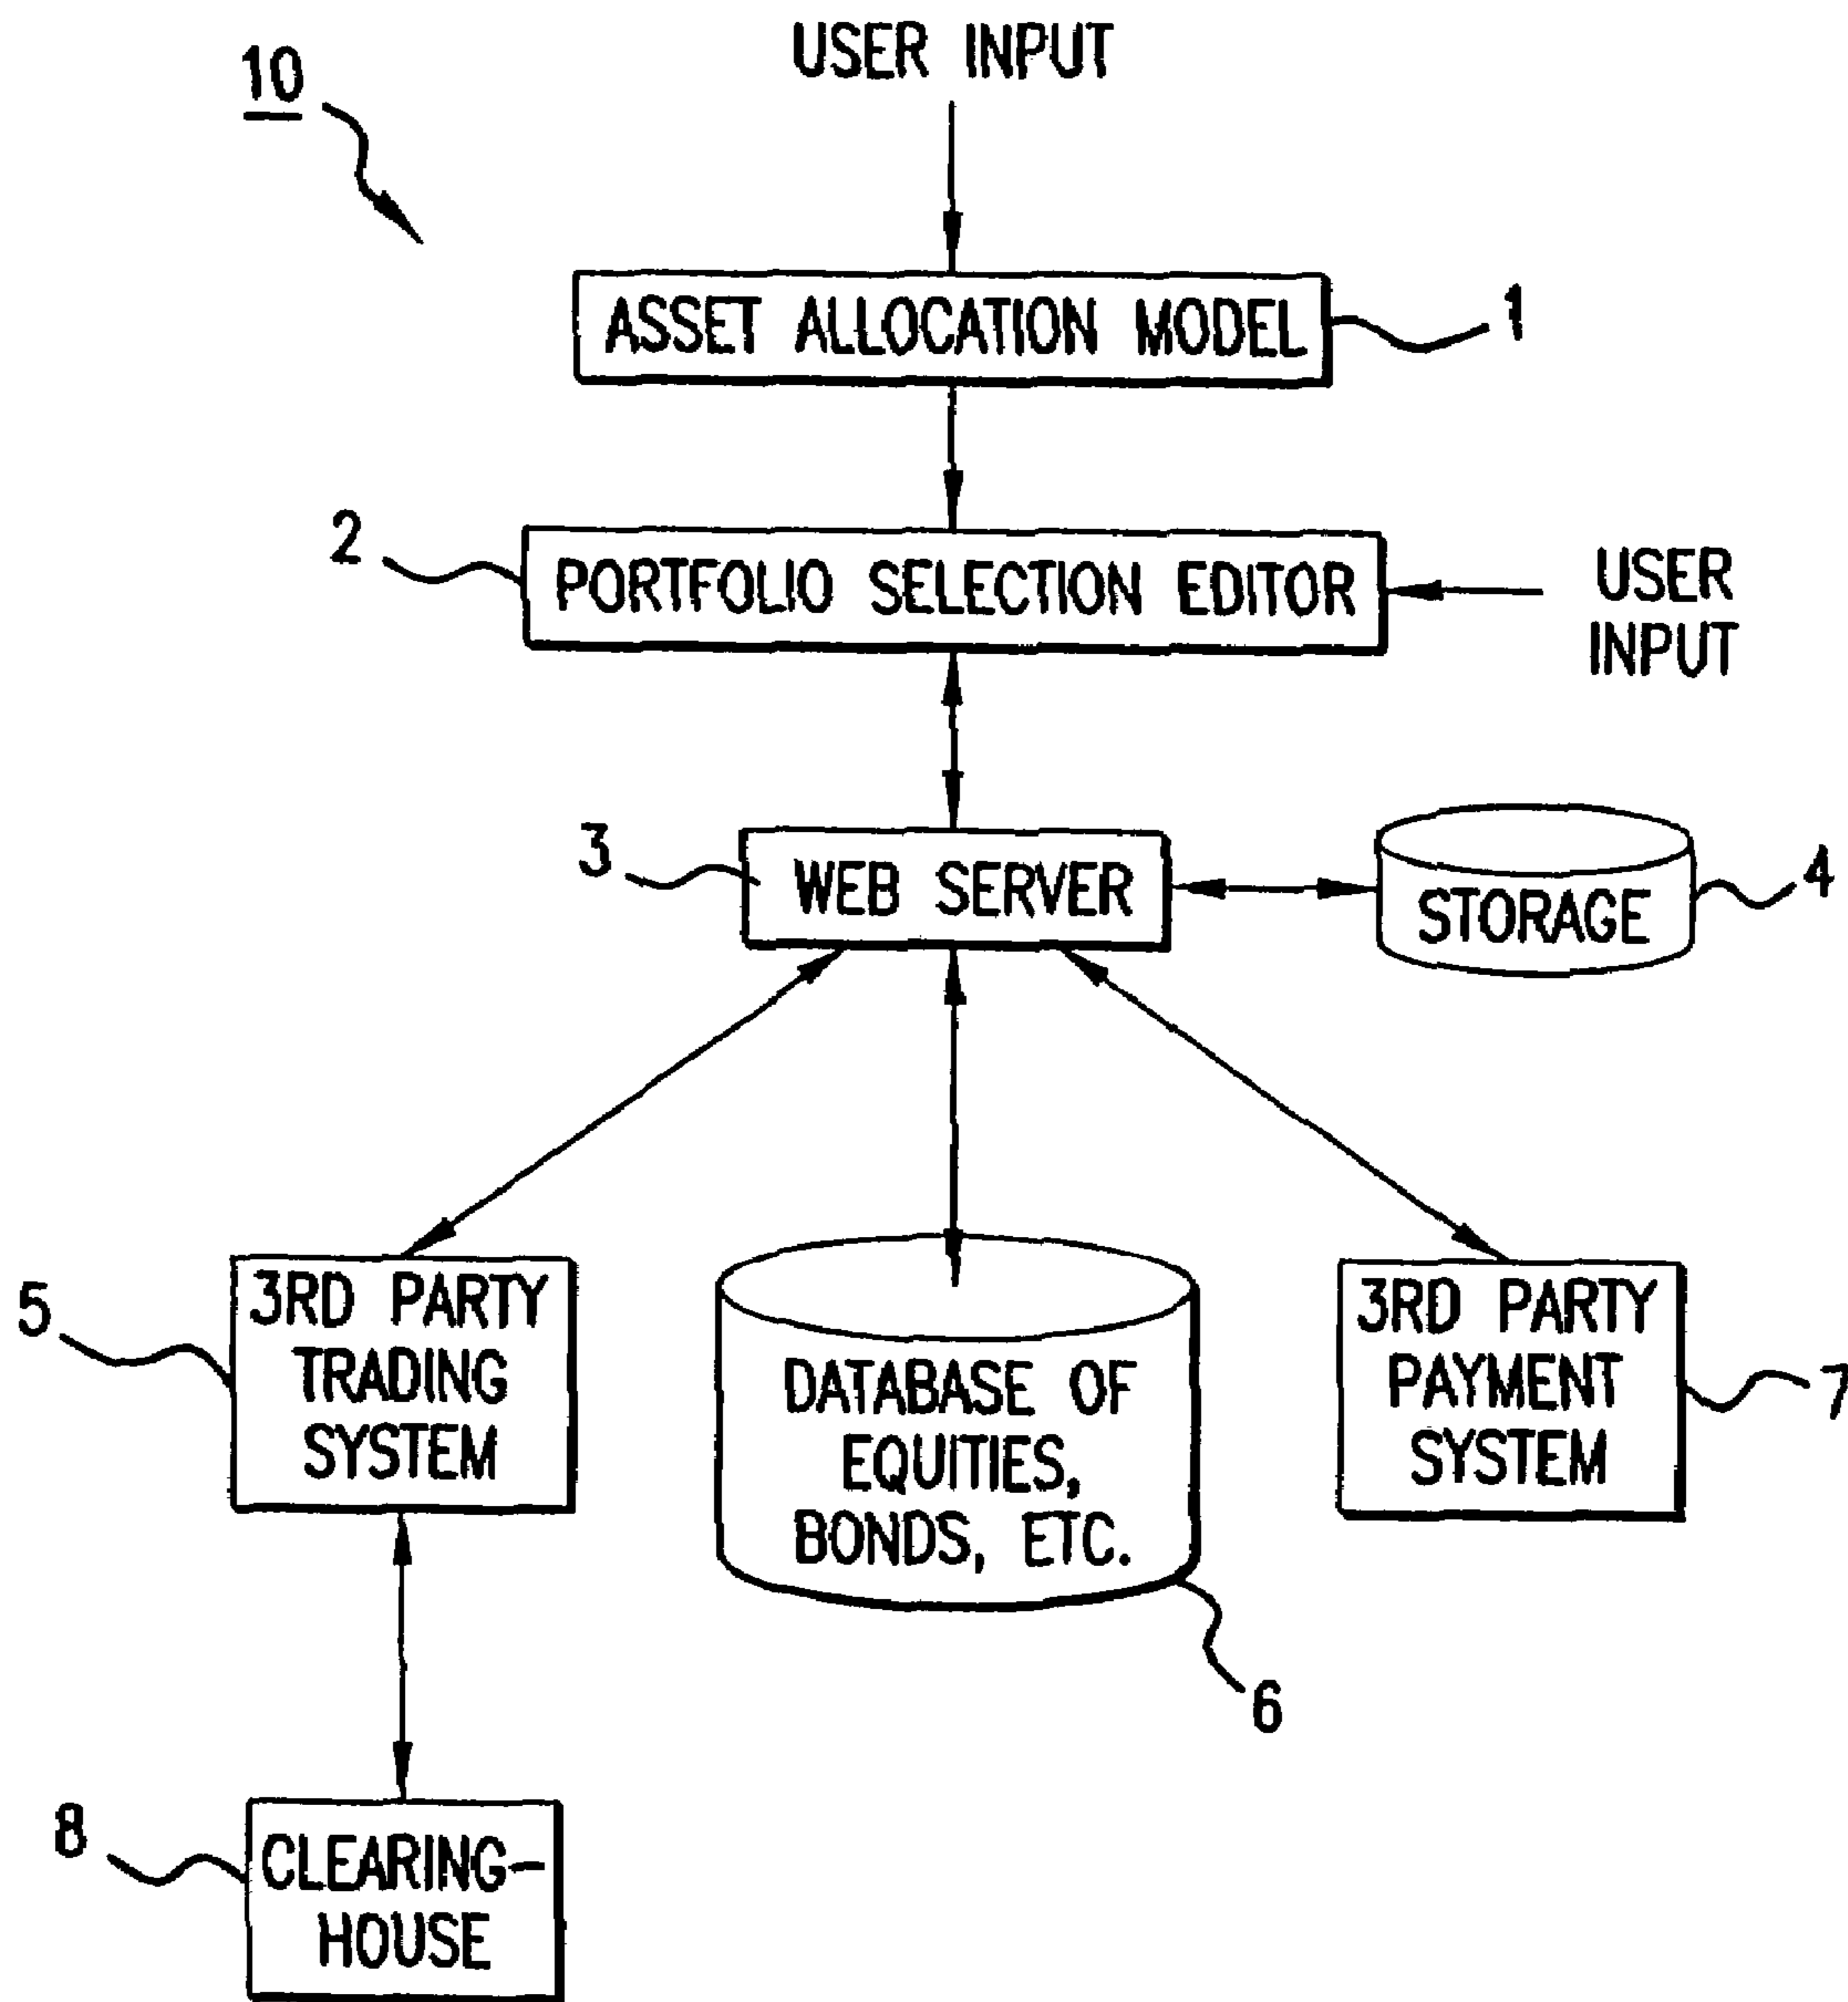 10
USER INPUT
ASSET ALLOCATION MODEL
1
2
PORTFOLIO SELECTION EDITOR
USER
INPUT
3
WEB SERVER
STORAGE
4
5
3RD PARTY
TRADING
SYSTEM
DATABASE OF
EQUITIES,
BONDS, ETC.
6
3RD PARTY
PAYMENT
SYSTEM
7
8
CLEARING-
HOUSE